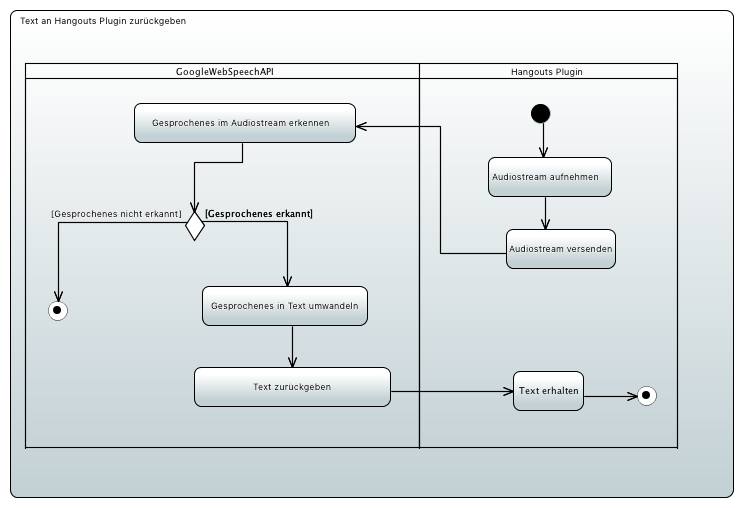 Text an Hangouts Plugin zurückgeben
GoogleWebSpeechAPI
Hangouts Plugin
Gesprochenes im Audiostream erkennen
Audiostream aufnehmen
[Gesprochenes nicht erkannt]
[Gesprochenes erkannt]
Audiostream versenden
Gesprochenes in Text umwandeln
Text zurückgeben
Text erhalten